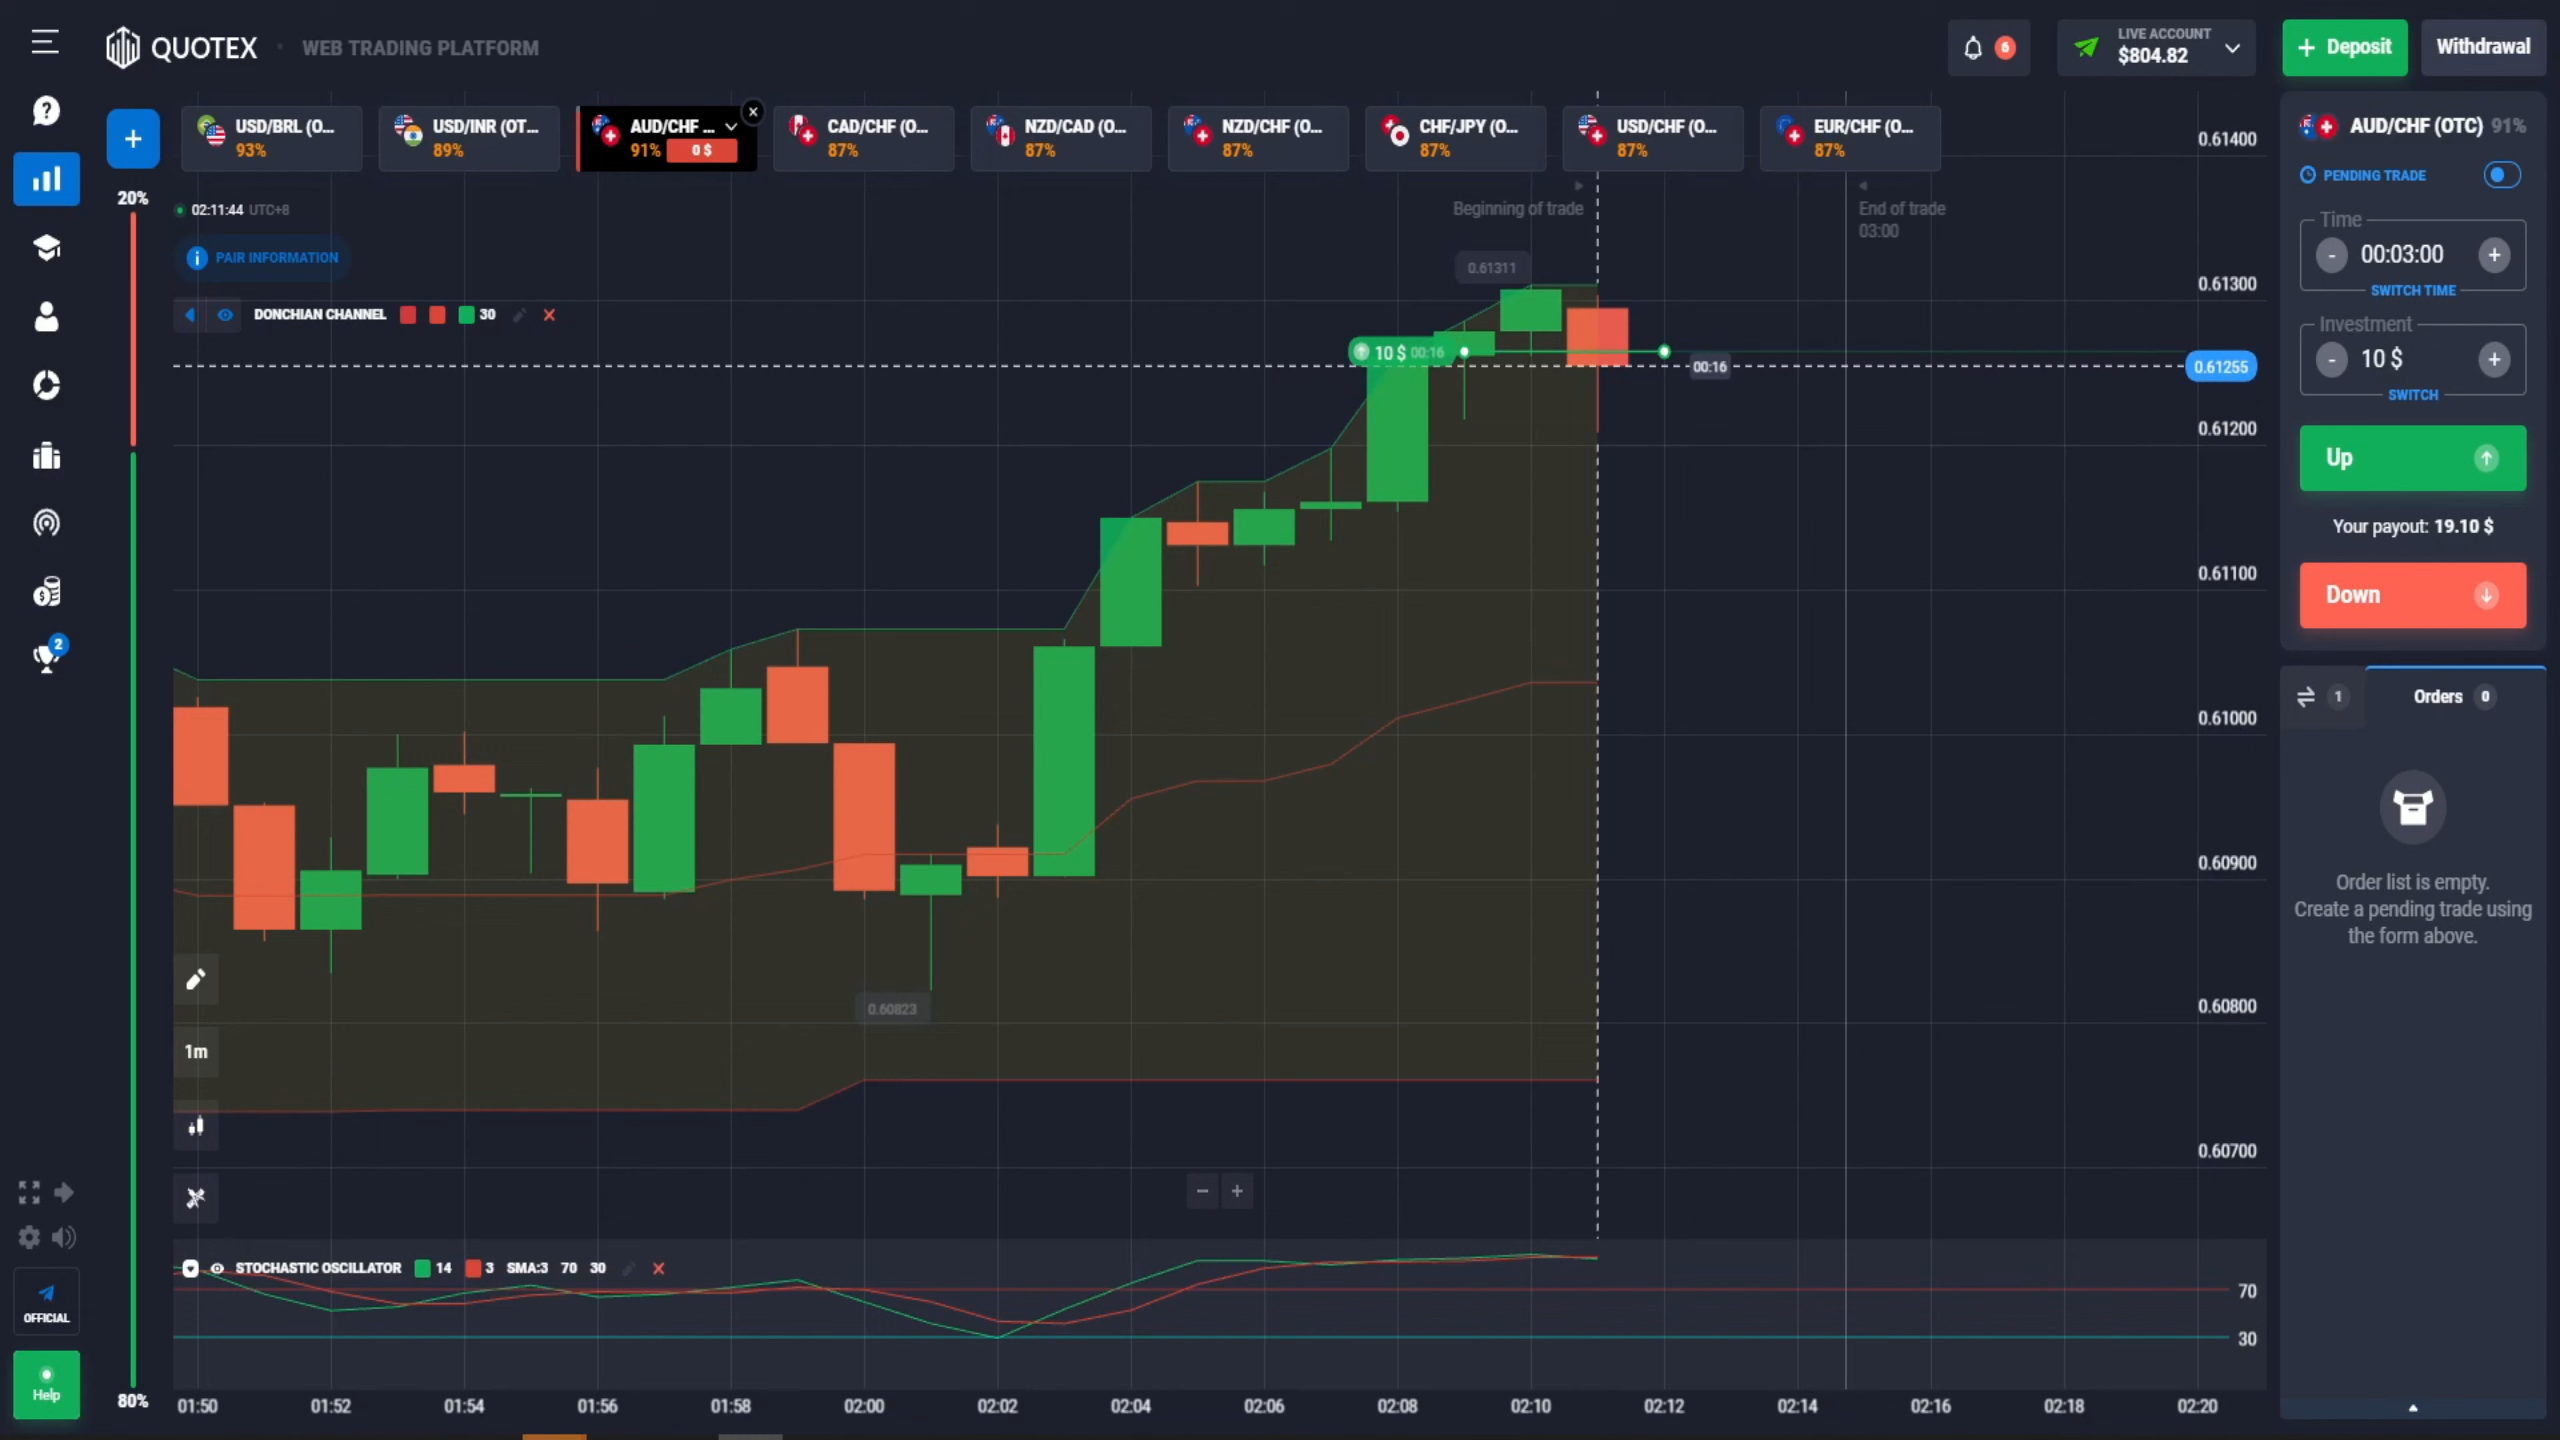 QUOTEX
WEB TRADING PLATFORM
6
LIVE ACCOUNT
$804.82
+ Deposit
Withdrawal
USD/BRL (O...
93%
USD/INR (OT...
89%
AUD/CHF ...
91%
0 $
CAD/CHF (O...
87%
NZD/CAD (O...
87%
NZD/CHF (O...
87%
CHF/JPY (O...
87%
USD/CHF (O...
87%
EUR/CHF (O...
87%
20%
80%
02:11:44 UTC+8
PAIR INFORMATION
DONCHIAN CHANNEL 30
Beginning of trade
End of trade
03:00
0.61311
10 $ 00:16
00:16
0.61255
0.60823
0.61400
0.61300
0.61200
0.61100
0.61000
0.60900
0.60800
0.60700
1m
STOCHASTIC OSCILLATOR 14 3 SMA:3 70 30
70
30
01:50 01:52 01:54 01:56 01:58 02:00 02:02 02:04 02:06 02:08 02:10 02:12 02:14 02:16 02:18 02:20
AUD/CHF (OTC) 91%
PENDING TRADE
Time
- 00:03:00 +
SWITCH TIME
Investment
- 10 $ +
SWITCH
Up
Your payout: 19.10 $
Down
1
Orders 0
Order list is empty.
Create a pending trade using
the form above.
2
OFFICIAL
Help